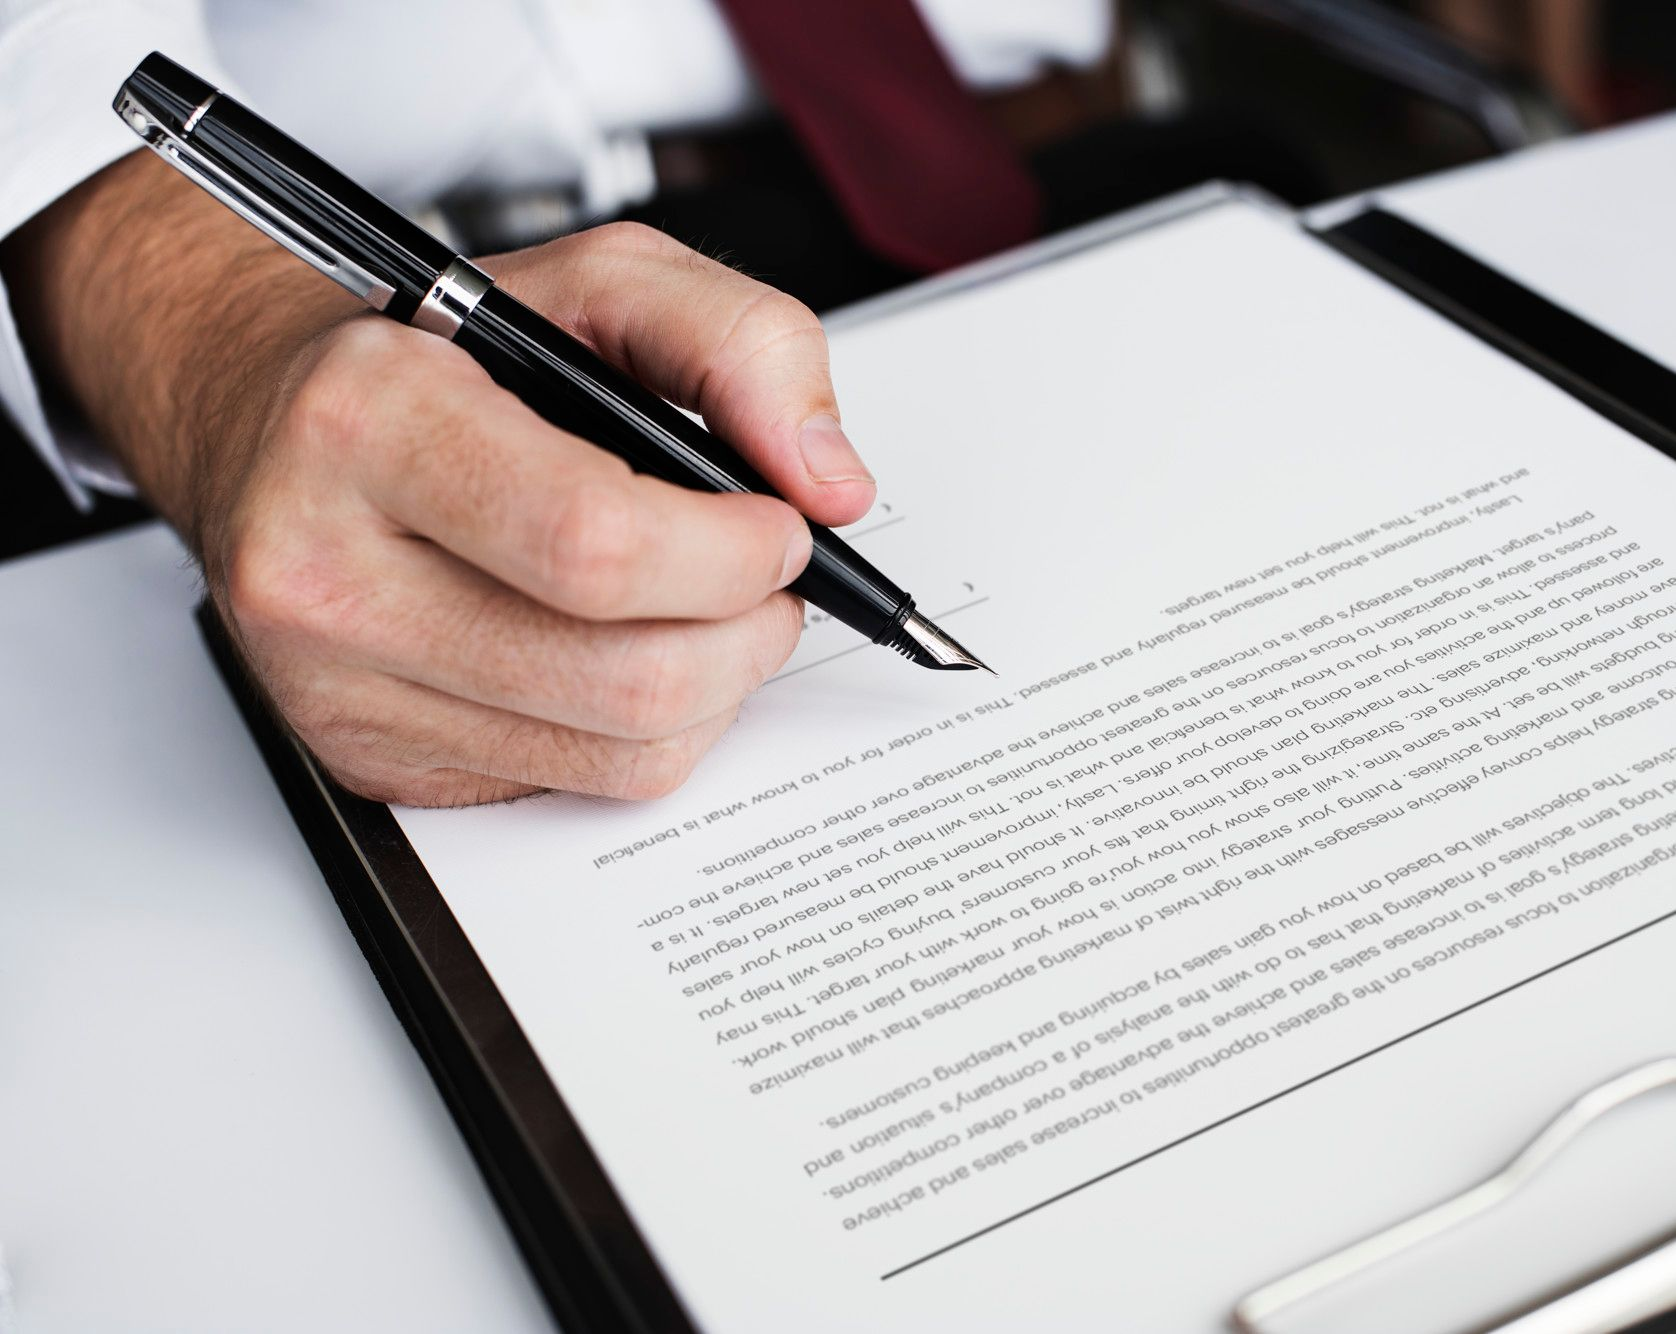 organization to focus resources on the greatest opportunities to increase sales and achieve
strategy's goal is to increase sales and achieve the advantage over other competitions.
long term activities of marketing that has to do with the analysis of a company's situation and
The objectives will be based on how you gain sales by acquiring and keeping customers.
strategy helps convey effective messages with the right twist of marketing approaches that will maximize
outcome and marketing activities. Putting your strategy into action is how your marketing plan should work.
budgets will be set. At the same time, it will also show you how you're going to work with your target. This may
networking, advertising etc. Strategizing the right timing that fits your customers' buying cycles will help you
money and maximize sales. The marketing plan should be innovative. It should have the details on how your sales
are followed up and the activities you are doing to develop your offers. Lastly, improvement should be measured regularly
and assessed. This is in order for you to know what is beneficial and what is not. This will help you set new targets. It is a
process to allow an organization to focus resources on the greatest opportunities to increase sales and achieve the com-
pany's target. Marketing strategy's goal is to increase sales and achieve the advantage over other competitions.
Lastly, improvement should be measured regularly and assessed. This is in order for you to know what is beneficial
and what is not. This will help you set new targets.